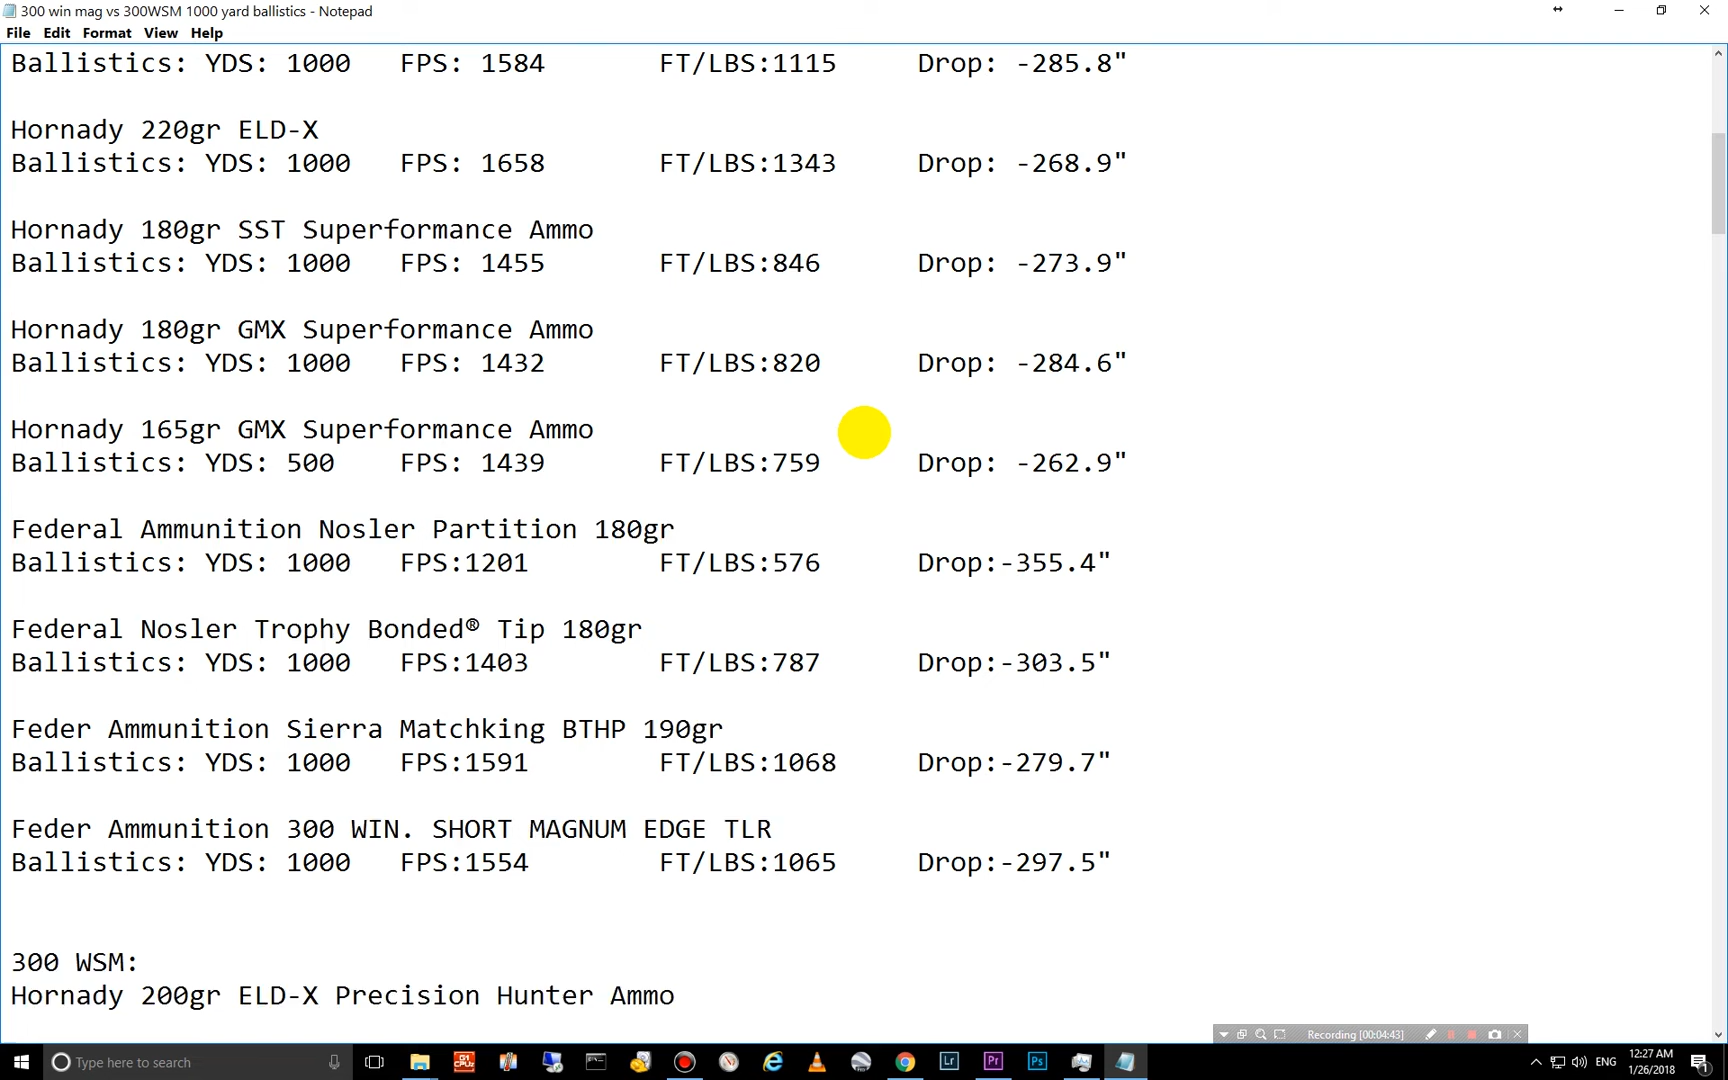 300 win mag vs 300WSM 1000 yard ballistics - Notepad
File Edit Format View Help
Ballistics: YDS: 1000 FPS: 1584 FT/LBS:1115 Drop: -285.8"
Hornady 220gr ELD-X
Ballistics: YDS: 1000 FPS: 1658 FT/LBS:1343 Drop: -268.9"
Hornady 180gr SST Superformance Ammo
Ballistics: YDS: 1000 FPS: 1455 FT/LBS:846 Drop: -273.9"
Hornady 180gr GMX Superformance Ammo
Ballistics: YDS: 1000 FPS: 1432 FT/LBS:820 Drop: -284.6"
Hornady 165gr GMX Superformance Ammo
Ballistics: YDS: 500 FPS: 1439 FT/LBS:759 Drop: -262.9"
Federal Ammunition Nosler Partition 180gr
Ballistics: YDS: 1000 FPS:1201 FT/LBS:576 Drop:-355.4"
Federal Nosler Trophy Bonded® Tip 180gr
Ballistics: YDS: 1000 FPS:1403 FT/LBS:787 Drop:-303.5"
Feder Ammunition Sierra Matchking BTHP 190gr
Ballistics: YDS: 1000 FPS:1591 FT/LBS:1068 Drop:-279.7"
Feder Ammunition 300 WIN. SHORT MAGNUM EDGE TLR
Ballistics: YDS: 1000 FPS:1554 FT/LBS:1065 Drop:-297.5"
300 WSM:
Hornady 200gr ELD-X Precision Hunter Ammo
Recording [00:04:43]
Type here to search
CPU
Lr
Pr
Ps
ENG
12:27 AM
1/26/2018
1